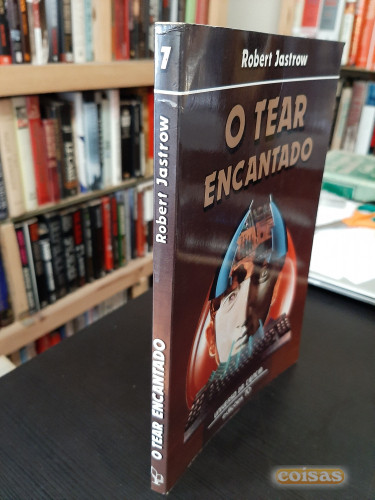 7
Robert Jastrow
O TEAR ENCANTADO
Robert Jastrow
O TEAR
ENCANTADO
coisas